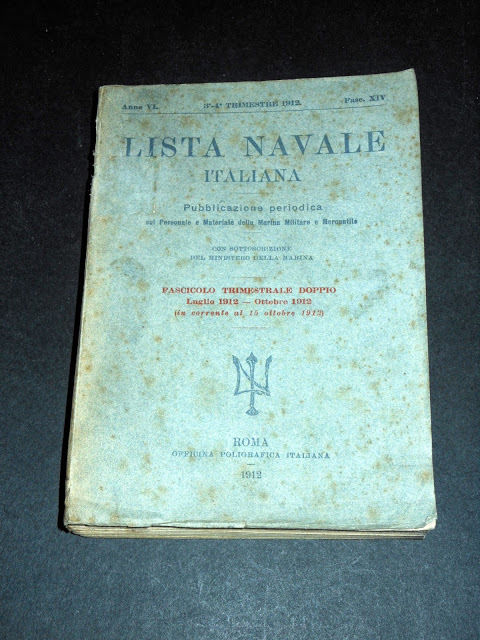 Anno VI. 3°-4° TRIMESTRE 1912. Fasc. XIV
LISTA NAVALE
ITALIANA
Pubblicazione periodica
sul Personale e Materiale della Marina Militare e Mercantile
CON SOTTOSCRIZIONE
DEL MINISTERO DELLA MARINA
FASCICOLO TRIMESTRALE DOPPIO
Luglio 1912 — Ottobre 1912
(in corrente al 15 ottobre 1912)
ROMA
OFFICINA POLIGRAFICA ITALIANA
1912